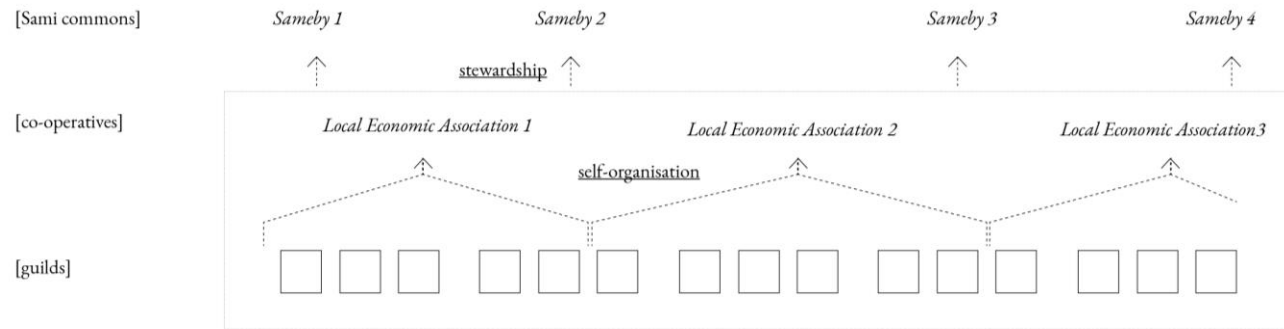 [Sami commons] Sameby 1 Sameby 2 Sameby 3 Sameby 4
stewardship
[co-operatives] Local Economic Association 1 Local Economic Association 2 Local Economic Association3
self-organisation
[guilds]